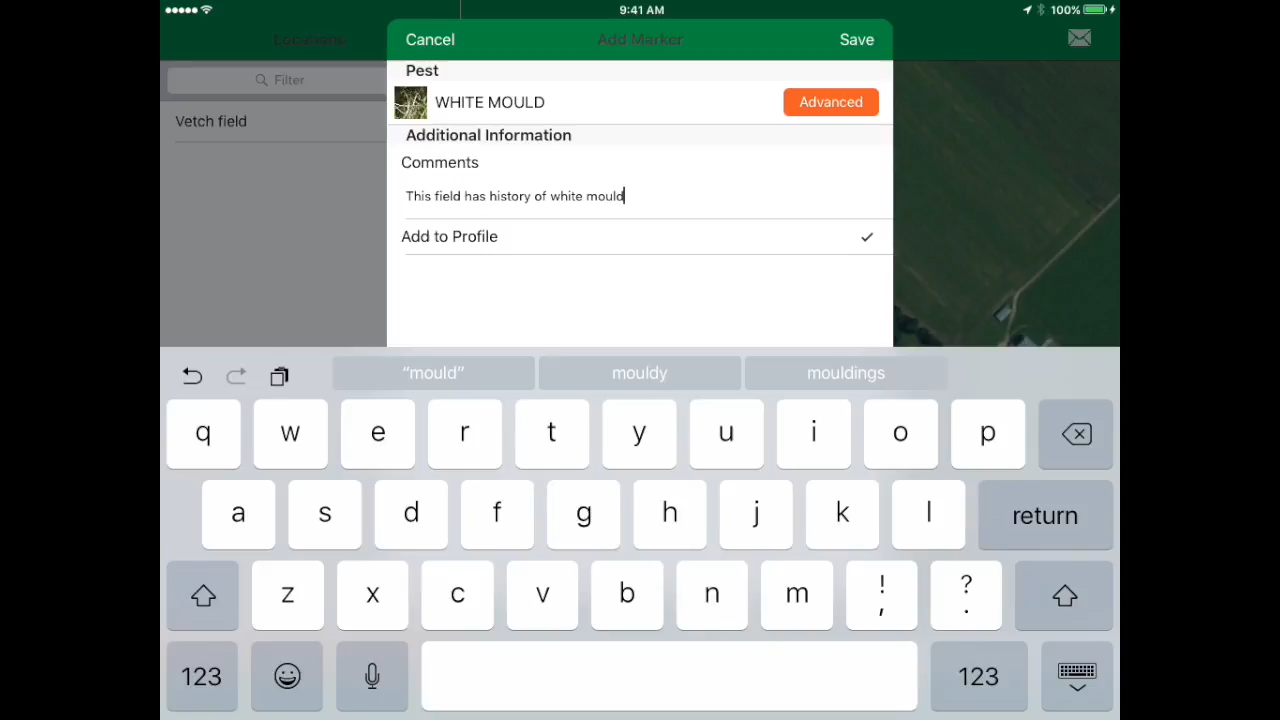 9:41 AM
100%
Locations
Cancel
Add Marker
Save
Filter
Pest
WHITE MOULD
Advanced
Vetch field
Additional Information
Comments
This field has history of white mould
Add to Profile
“mould”
mouldy
mouldings
q w e r t y u i o p
a s d f g h j k l return
z x c v b n m ! , ? .
123 123